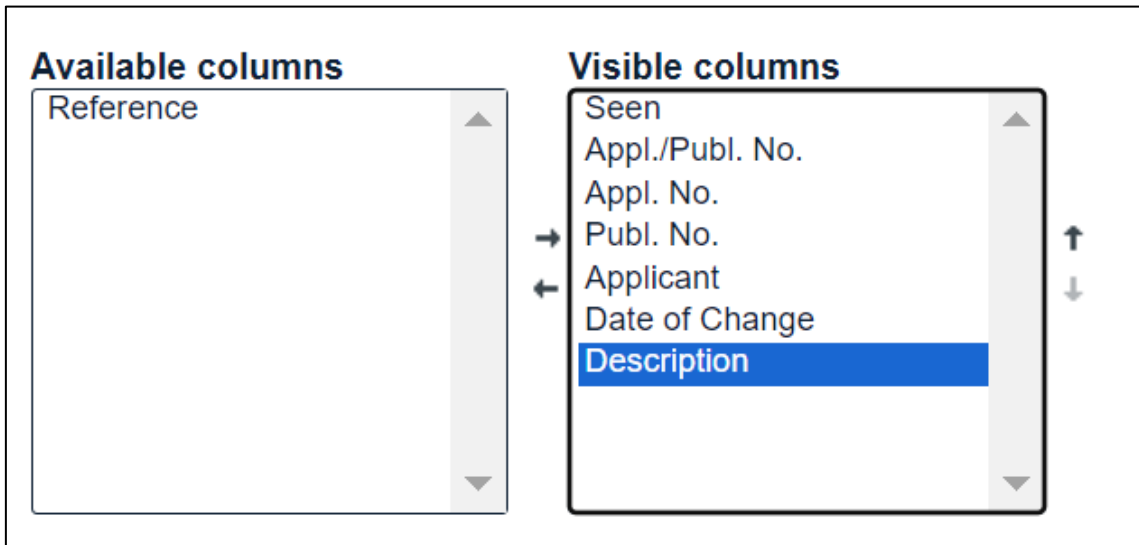 Available columns
Reference
Visible columns
Seen
Appl./Publ. No.
Appl. No.
Publ. No.
Applicant
Date of Change
Description